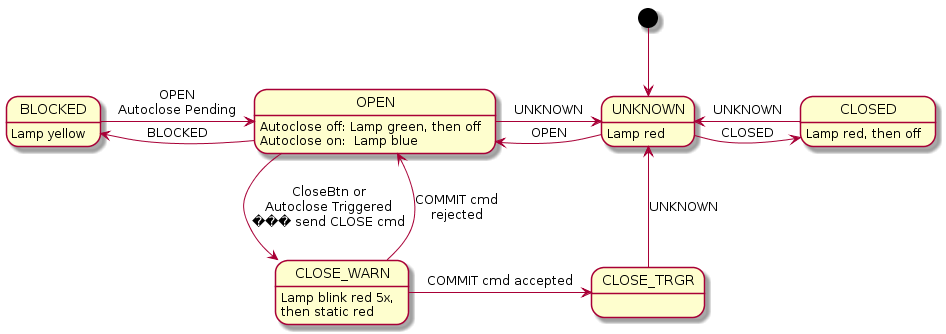 BLOCKED
Lamp yellow
OPEN
Autoclose Pending
BLOCKED
OPEN
Autoclose off: Lamp green, then off
Autoclose on:  Lamp blue
UNKNOWN
OPEN
UNKNOWN
Lamp red
UNKNOWN
CLOSED
CLOSED
Lamp red, then off
CloseBtn or
Autoclose Triggered
��� send CLOSE cmd
COMMIT cmd
rejected
UNKNOWN
CLOSE_WARN
Lamp blink red 5x,
then static red
COMMIT cmd accepted
CLOSE_TRGR